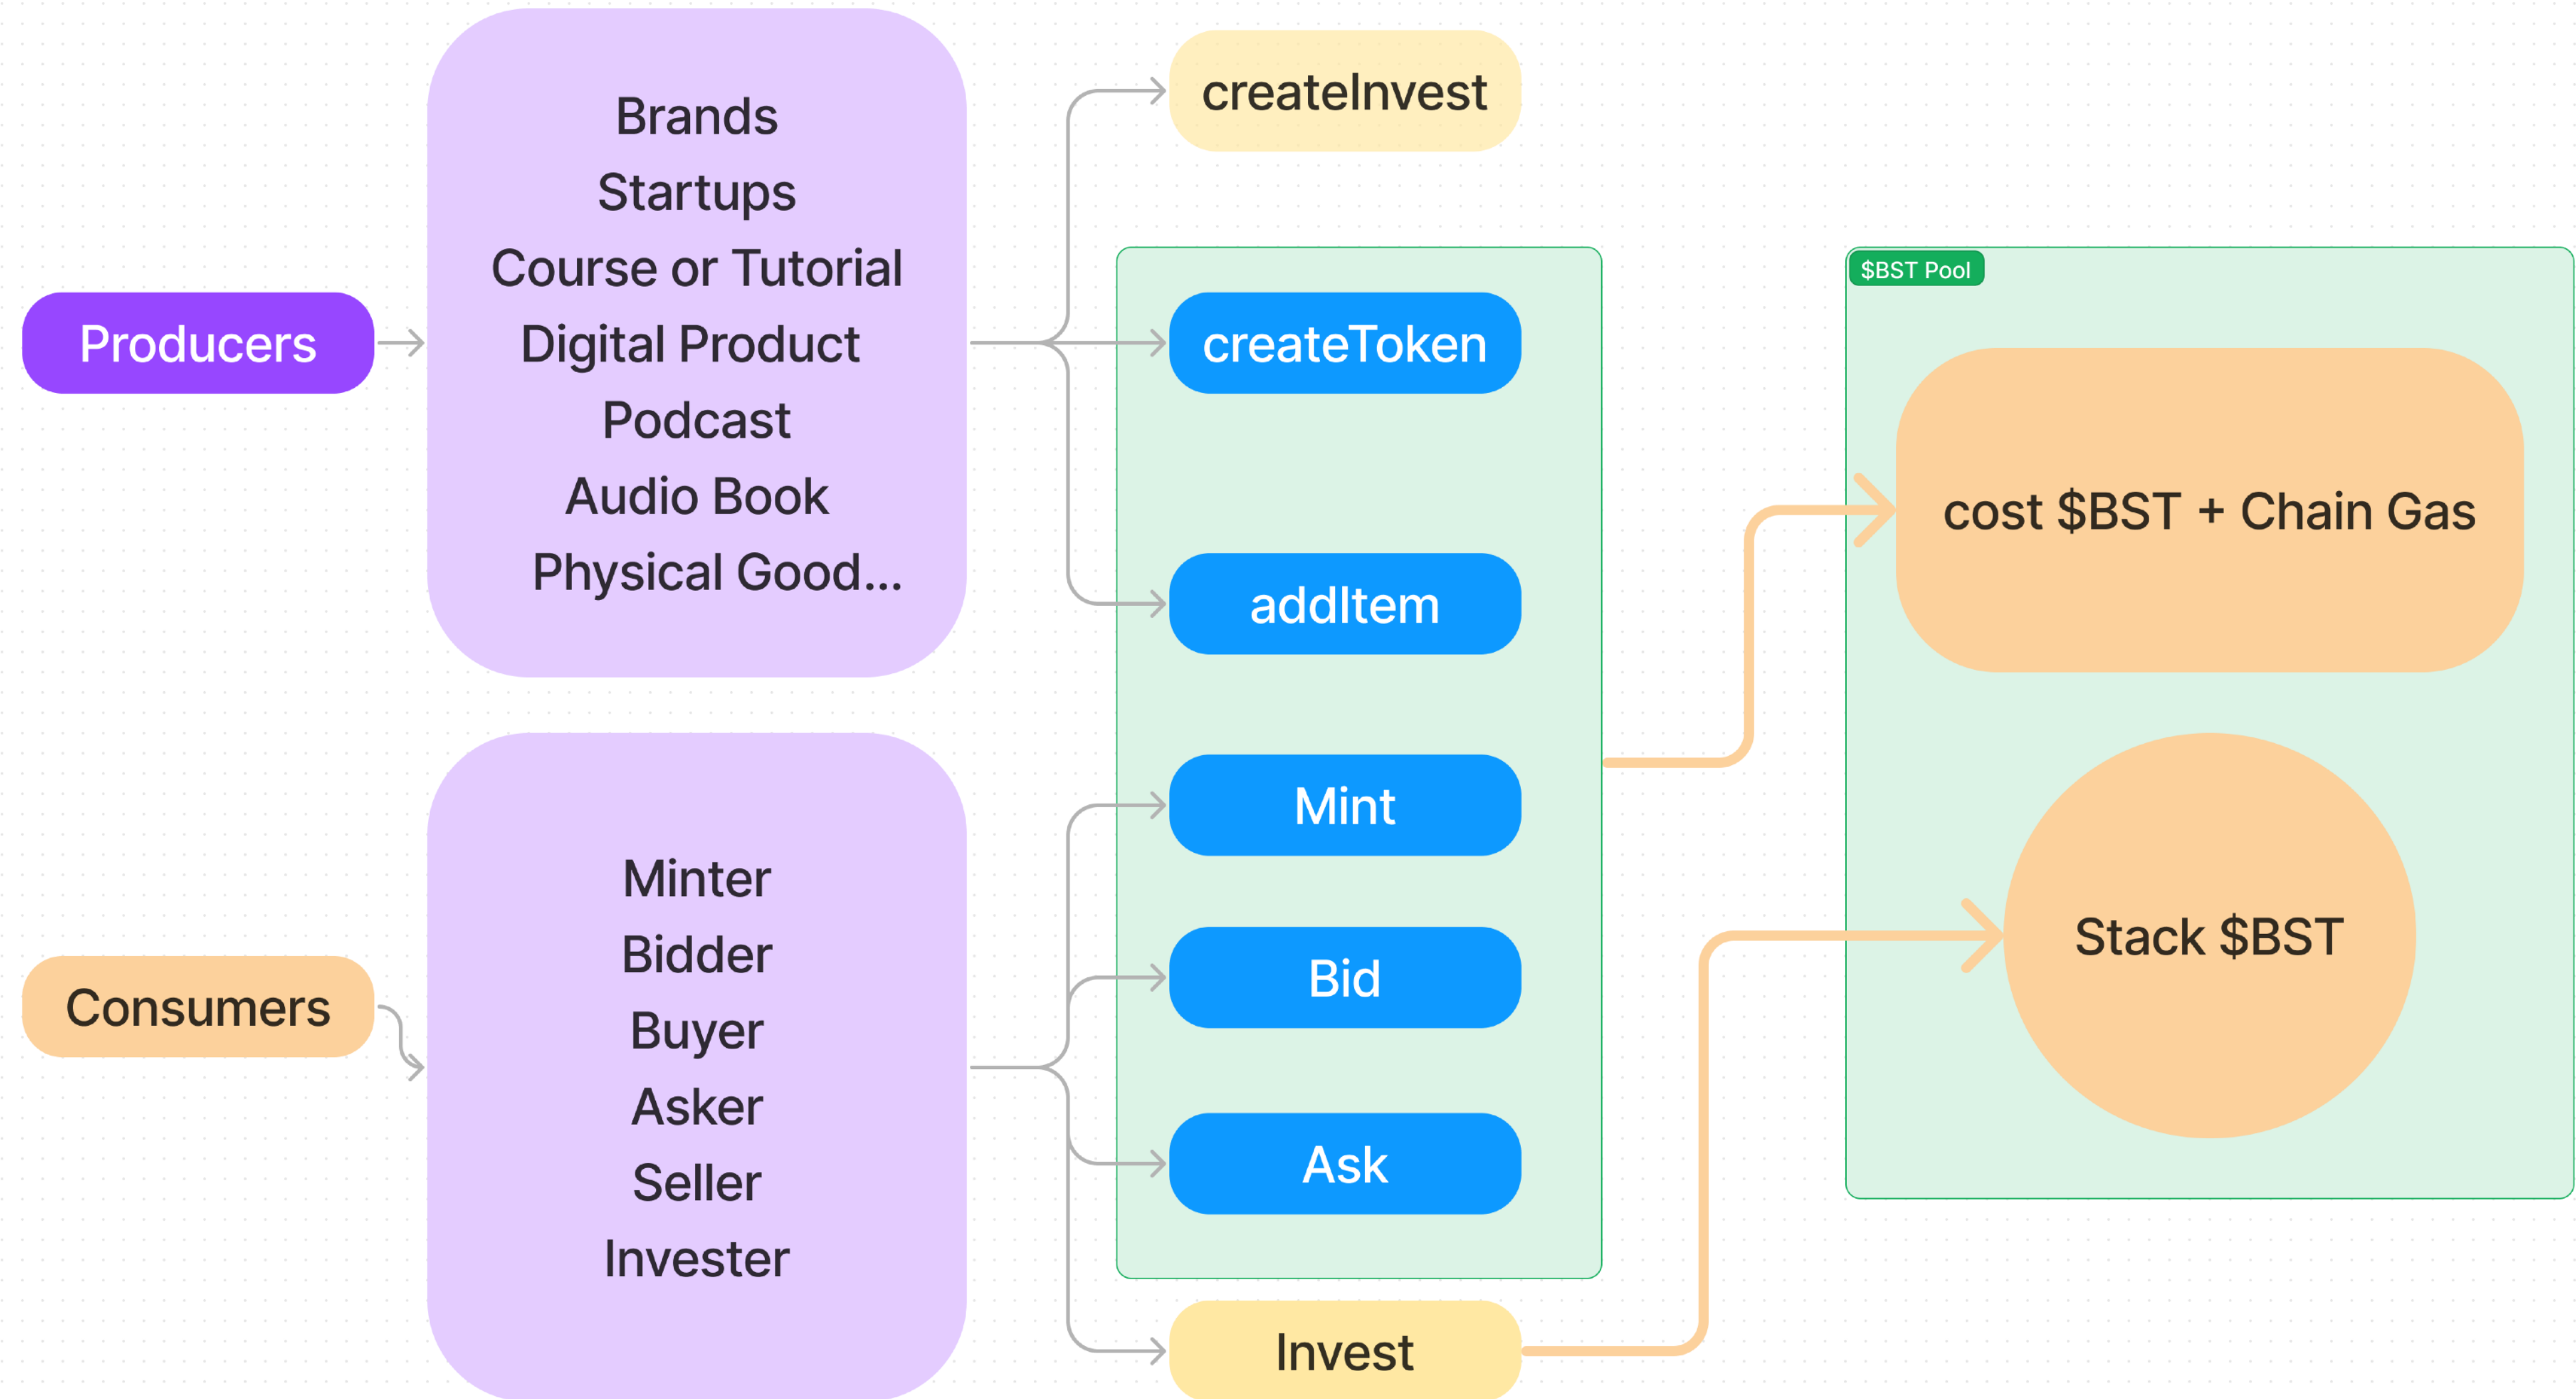 Producers
Brands
Startups
Course or Tutorial
Digital Product
Podcast
Audio Book
Physical Good...
createInvest
createToken
addItem
Consumers
Minter
Bidder
Buyer
Asker
Seller
Invester
Mint
Bid
Ask
Invest
$BST Pool
cost $BST + Chain Gas
Stack $BST